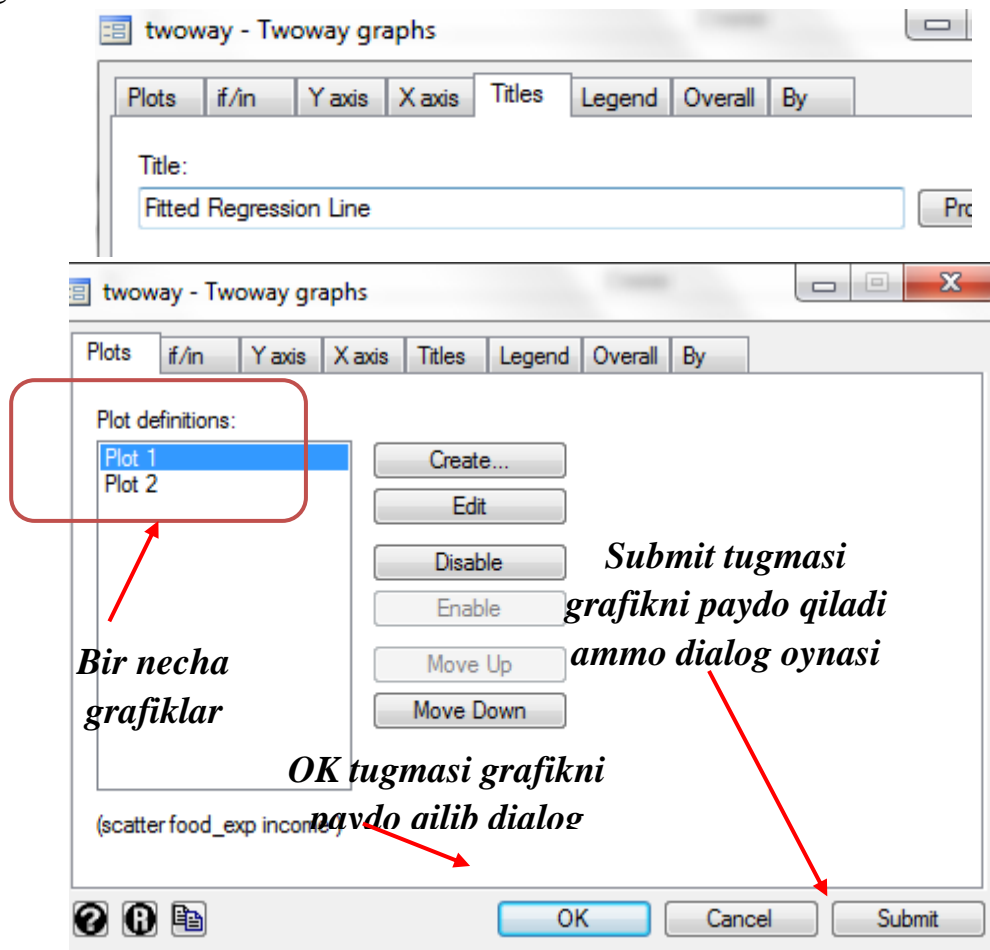 twoway - Twoway graphs
Plots if/in Y axis X axis Titles Legend Overall By
Title:
Fitted Regression Line
twoway - Twoway graphs
Plots if/in Y axis X axis Titles Legend Overall By
Plot definitions:
Plot 1
Plot 2
Create...
Edit
Disable
Enable
Move Up
Move Down
Submit tugmasi
grafikni paydo qiladi
ammo dialog oynasi
Bir necha
grafiklar
OK tugmasi grafikni
paydo qilib dialog
(scatter food_exp income )
OK Cancel Submit